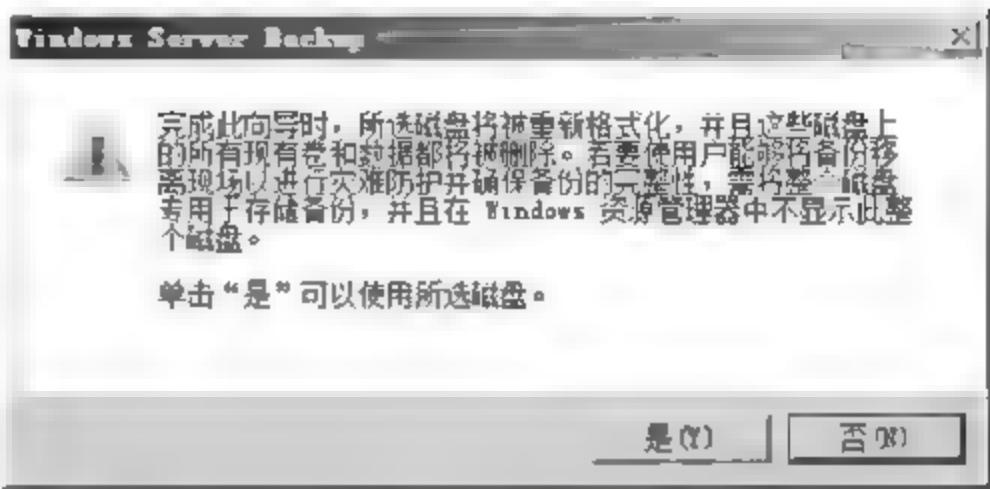 Windows Server Backup
完成此向导时，所选磁盘将被重新格式化，并且这些磁盘上
的所有现有卷和数据都将被删除。若要使用户能够将备份移
离现场以进行灾难防护并确保备份的完整性，需将整个磁盘
专用于存储备份，并且在 Windows 资源管理器中不显示此整
个磁盘。
单击“是”可以使用所选磁盘。
是(Y)
否(N)